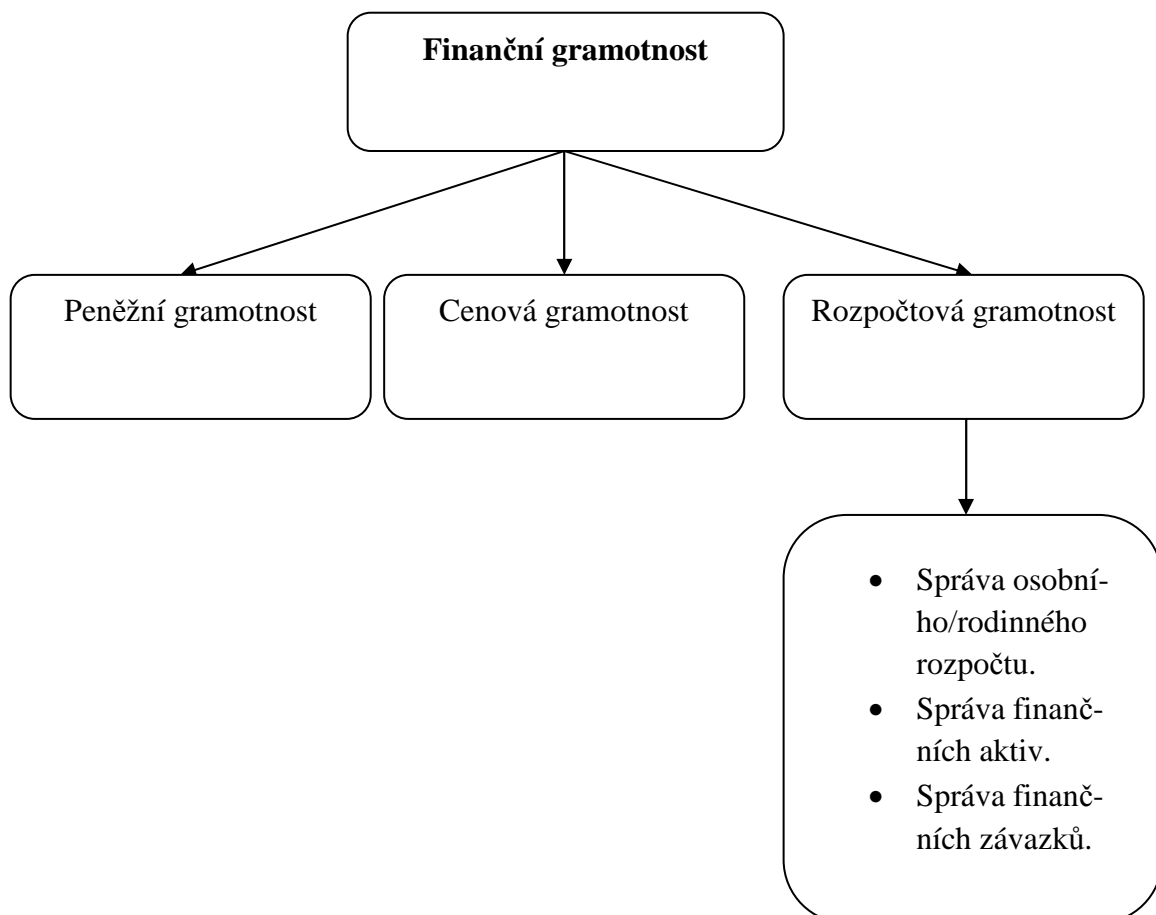 Finanční gramotnost
Peněžní gramotnost
Cenová gramotnost
Rozpočtová gramotnost
• Správa osobní-
ho/rodinného
rozpočtu.
• Správa finanč-
ních aktiv.
• Správa finanč-
ních závazků.